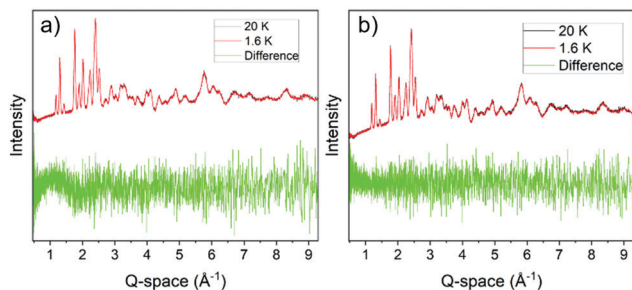 a)
20 K
1.6 K
Difference
Intensity
1 2 3 4 5 6 7 8 9
Q-space (Å⁻¹)
b)
20 K
1.6 K
Difference
Intensity
1 2 3 4 5 6 7 8 9
Q-space (Å⁻¹)